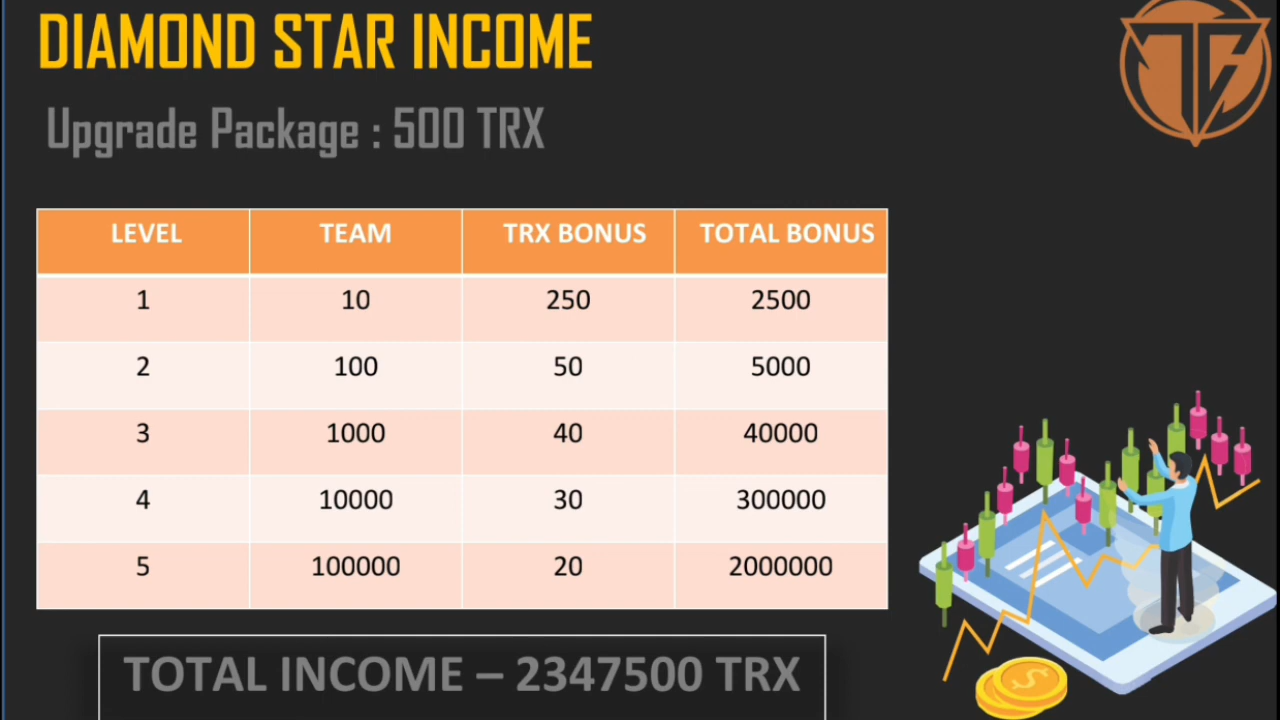 DIAMOND STAR INCOME
Upgrade Package : 500 TRX
LEVEL TEAM TRX BONUS TOTAL BONUS
1 10 250 2500
2 100 50 5000
3 1000 40 40000
4 10000 30 300000
5 100000 20 2000000
TOTAL INCOME – 2347500 TRX